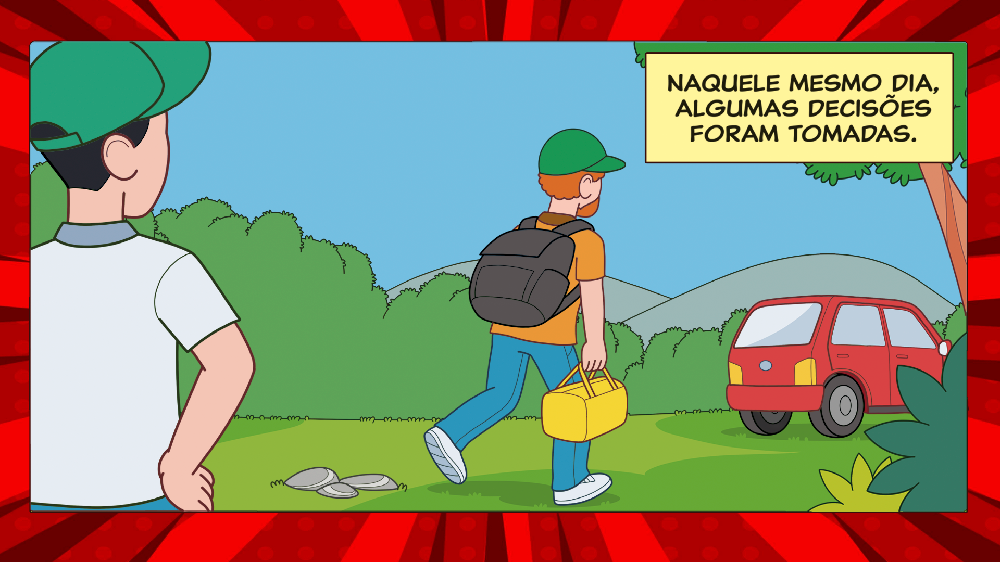 NAQUELE MESMO DIA,
ALGUMAS DECISÕES
FORAM TOMADAS.